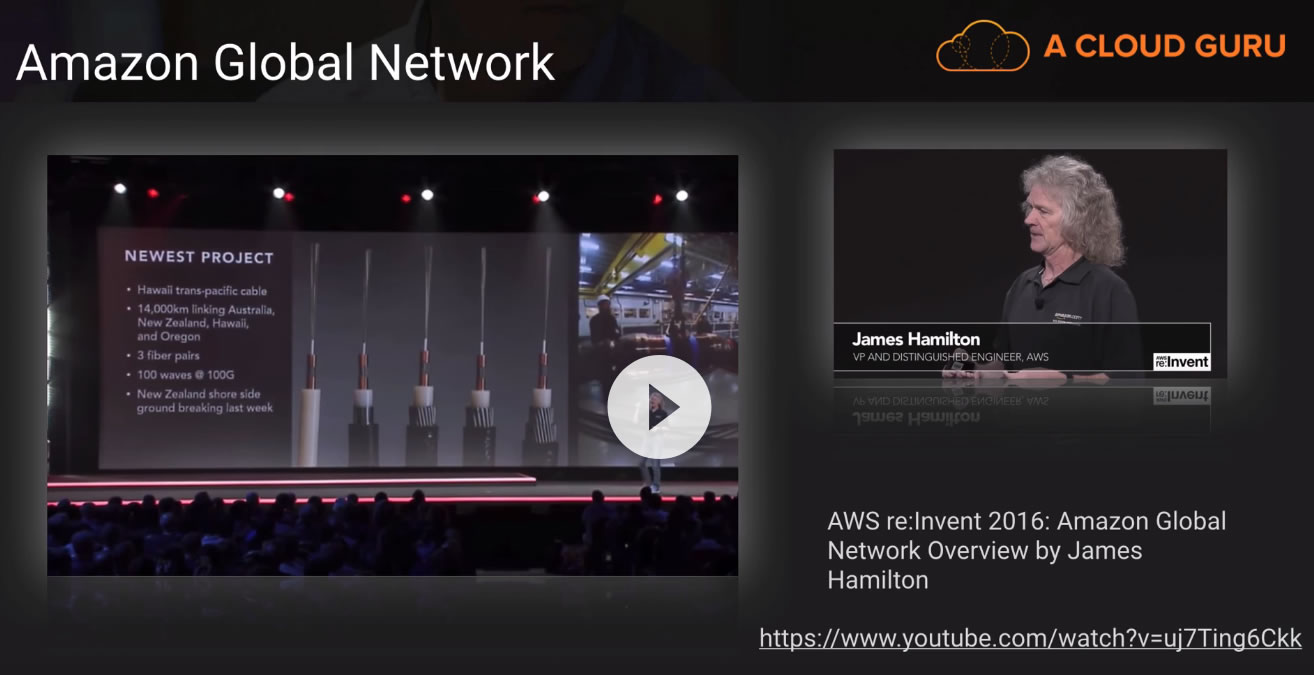 Amazon Global Network
A CLOUD GURU
NEWEST PROJECT
• Hawaii trans-pacific cable
• 14,000km linking Australia,
New Zealand, Hawaii,
and Oregon
• 3 fiber pairs
• 100 waves @ 100G
• New Zealand shore side
ground breaking last week
amazon.com
James Hamilton
VP AND DISTINGUISHED ENGINEER, AWS
AWS
re:Invent
AWS re:Invent 2016: Amazon Global
Network Overview by James
Hamilton
https://www.youtube.com/watch?v=uj7Ting6Ckk